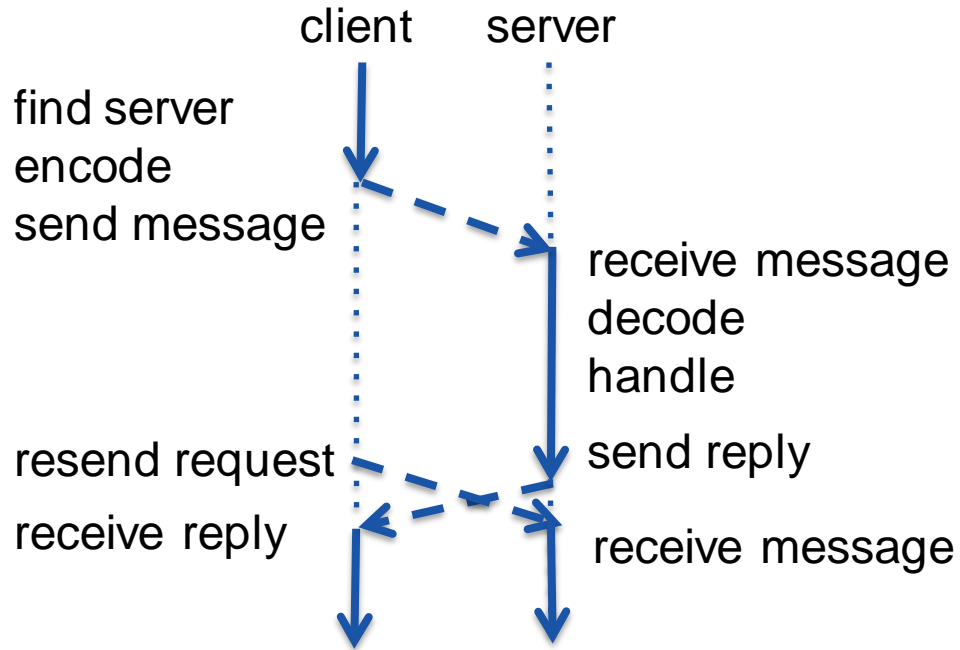 client server
find server
encode
send message
receive message
decode
handle
send reply
resend request
receive reply
receive message